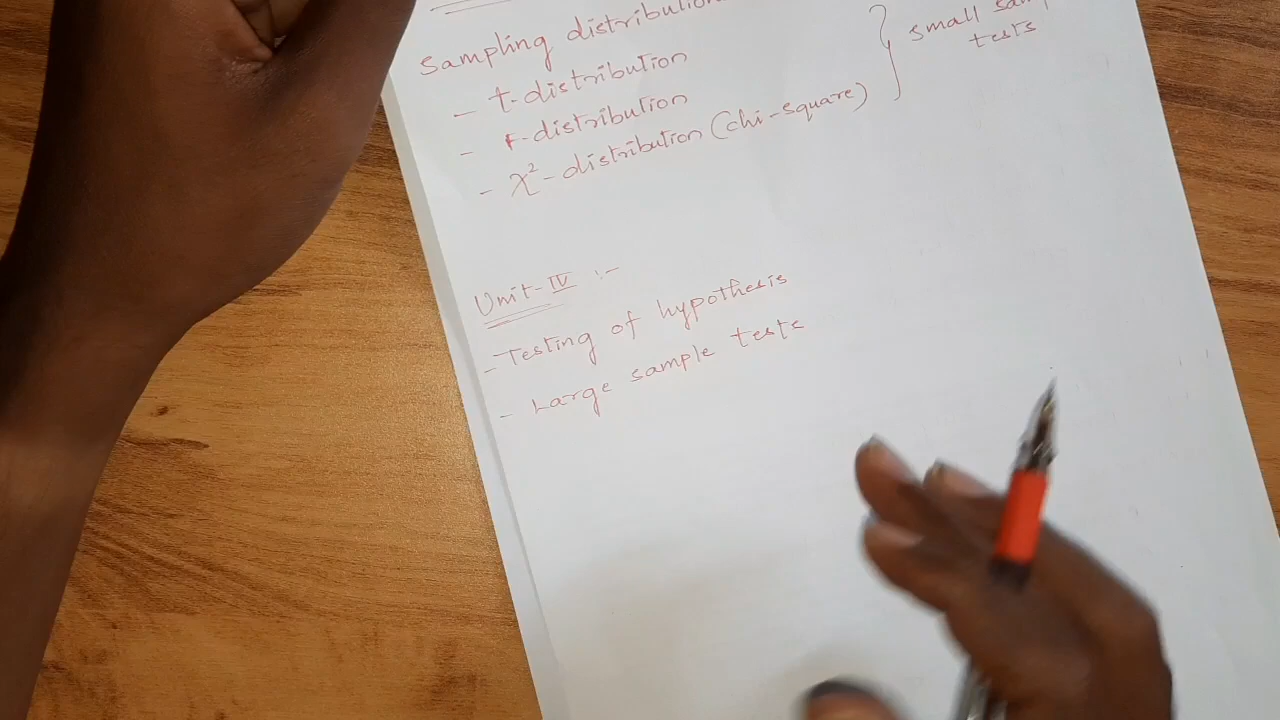 Sampling distribution
- t-distribution
- F-distribution
- χ²-distribution (chi-square)
} small
tests
Unit-IV :-
- Testing of hypothesis
- Large sample tests